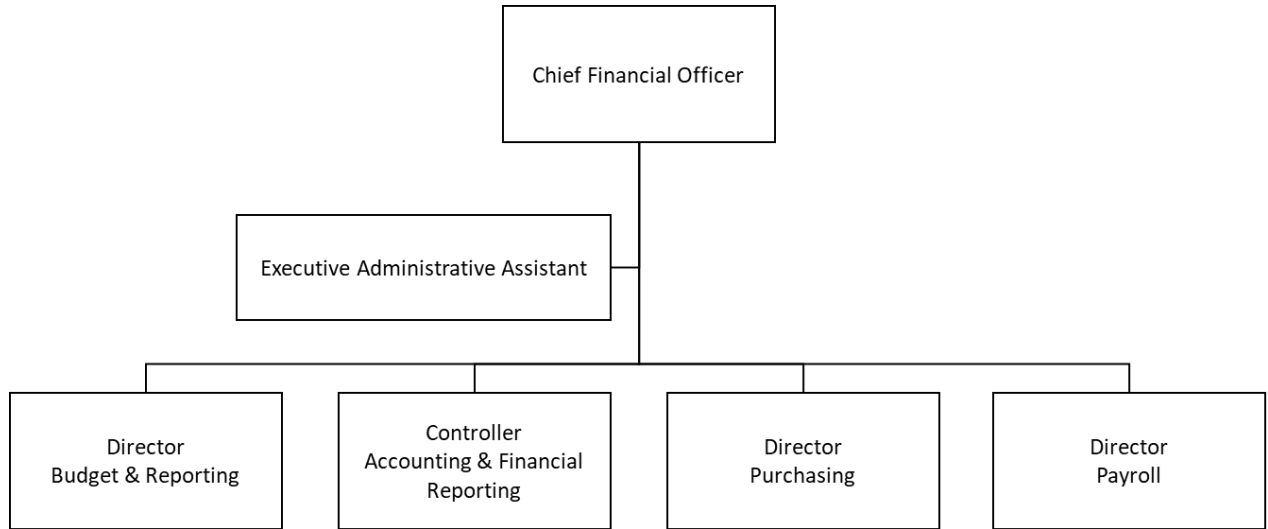 Chief Financial Officer
Executive Administrative Assistant
Director
Budget & Reporting
Controller
Accounting & Financial
Reporting
Director
Purchasing
Director
Payroll